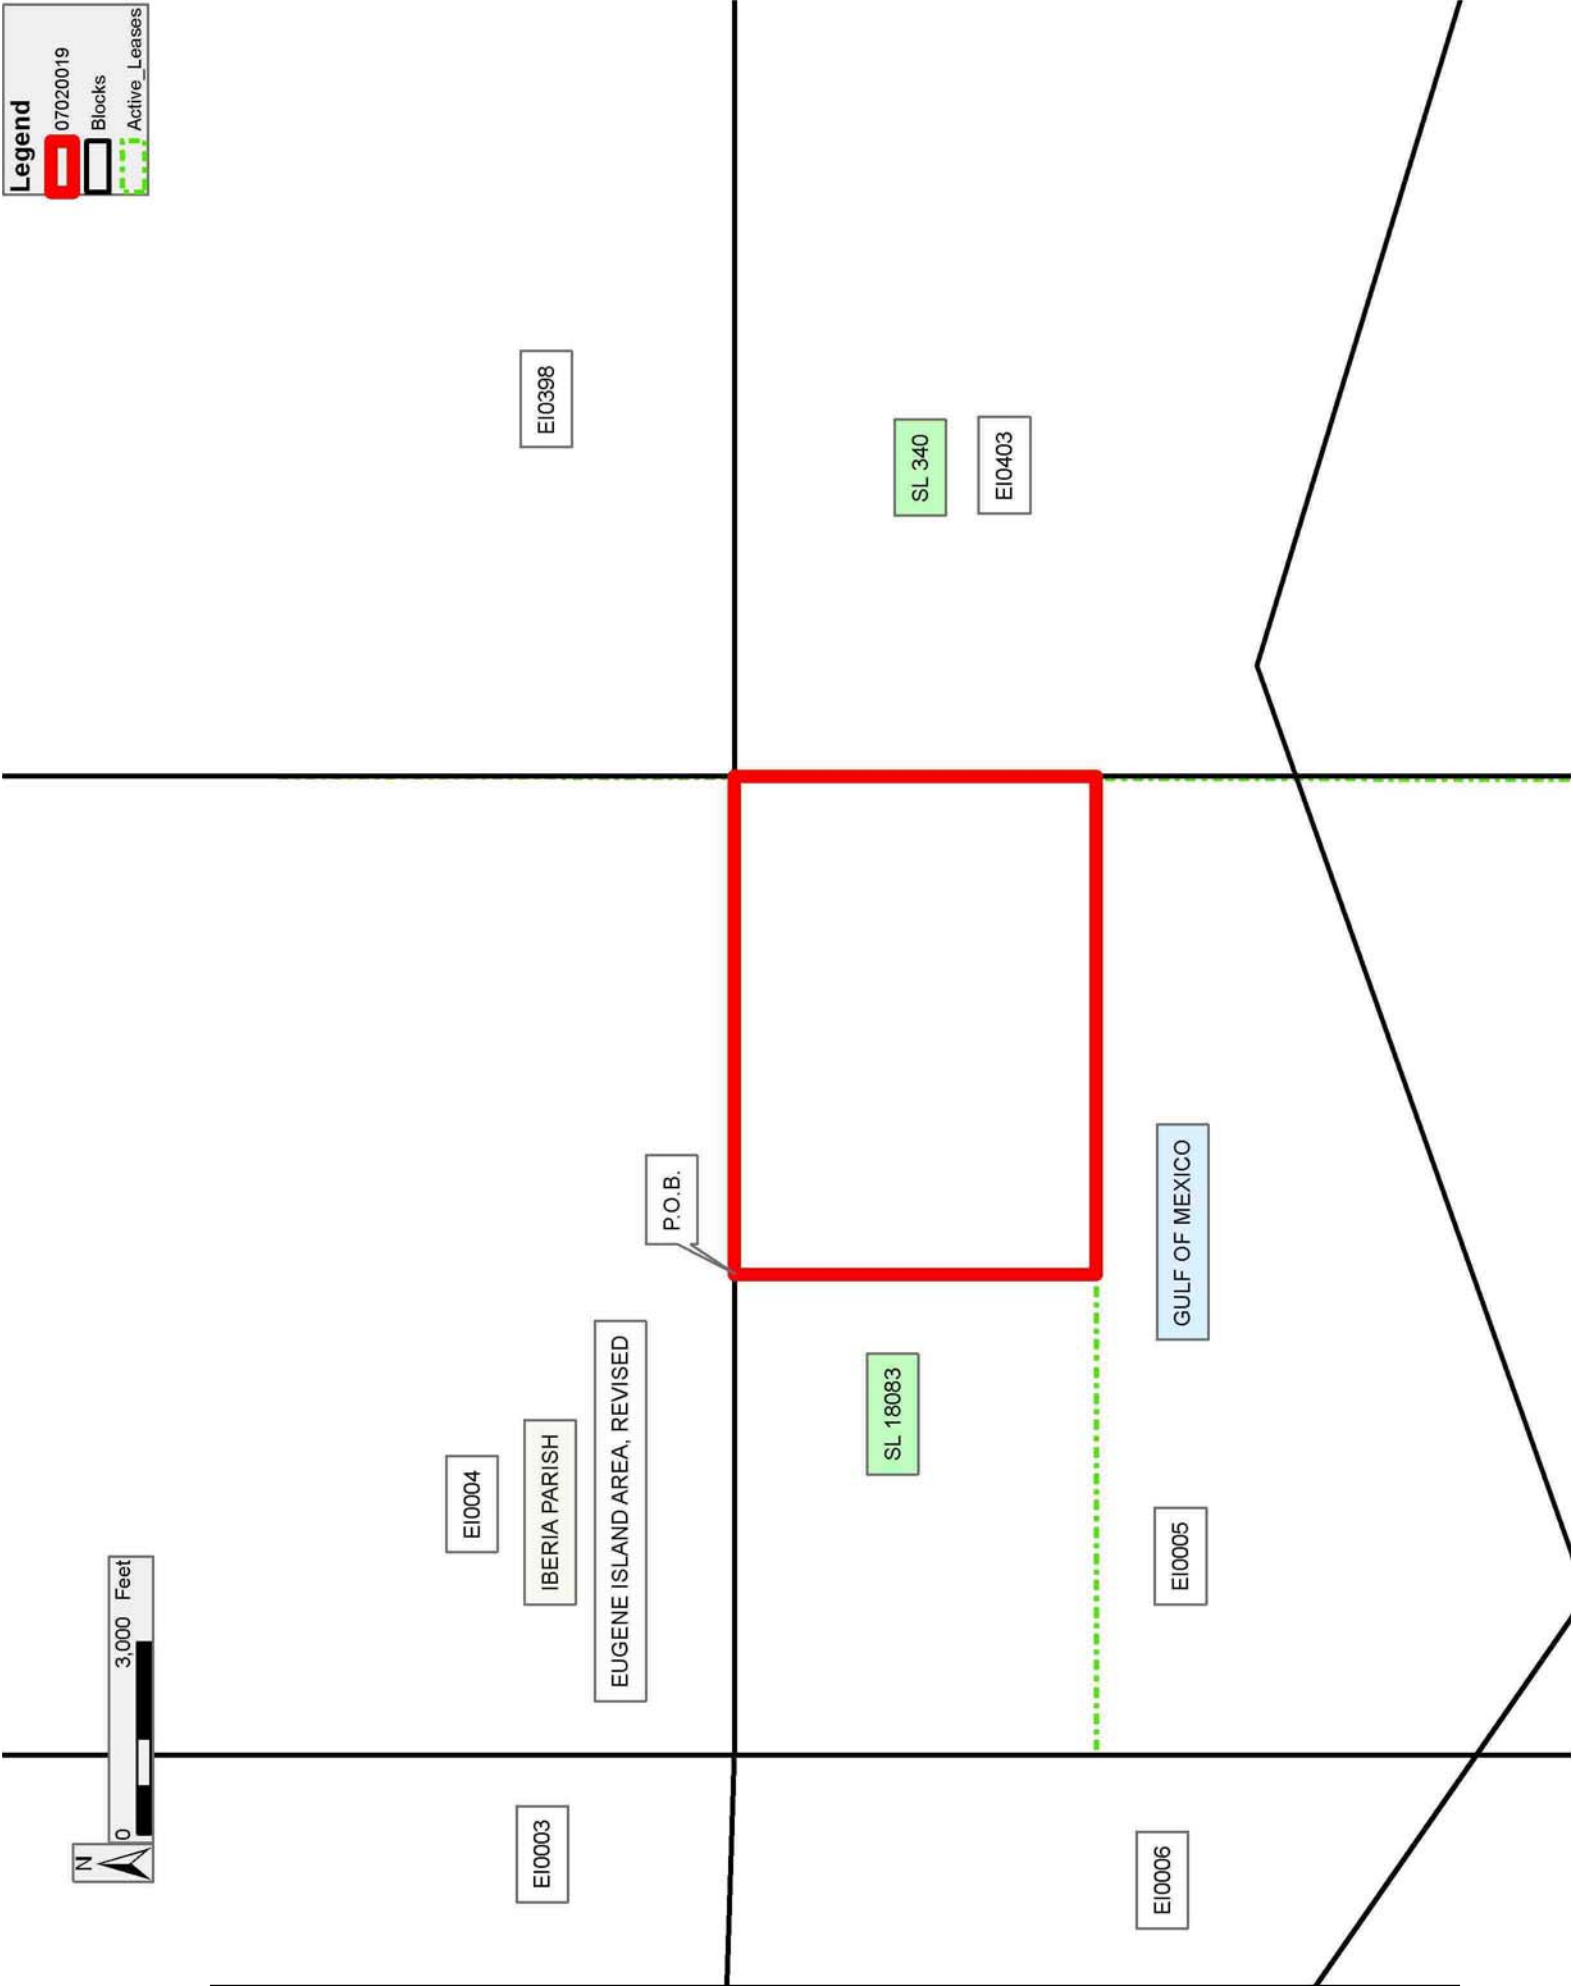 N
0 3,000 Feet
Legend
07020019
Blocks
Active_Leases
EI0003
EI0004
IBERIA PARISH
EUGENE ISLAND AREA, REVISED
EI0398
P.O.B.
SL 18083
SL 340
EI0403
EI0006
EI0005
GULF OF MEXICO